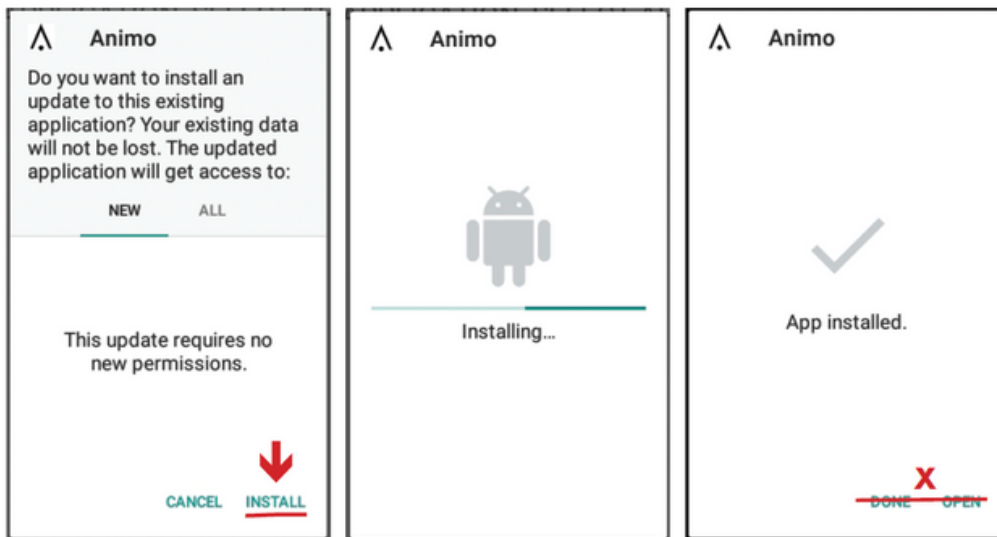 Animo
Do you want to install an
update to this existing
application? Your existing data
will not be lost. The updated
application will get access to:
NEW ALL
This update requires no
new permissions.
CANCEL INSTALL
Animo
Installing...
Animo
App installed.
X
DONE OPEN